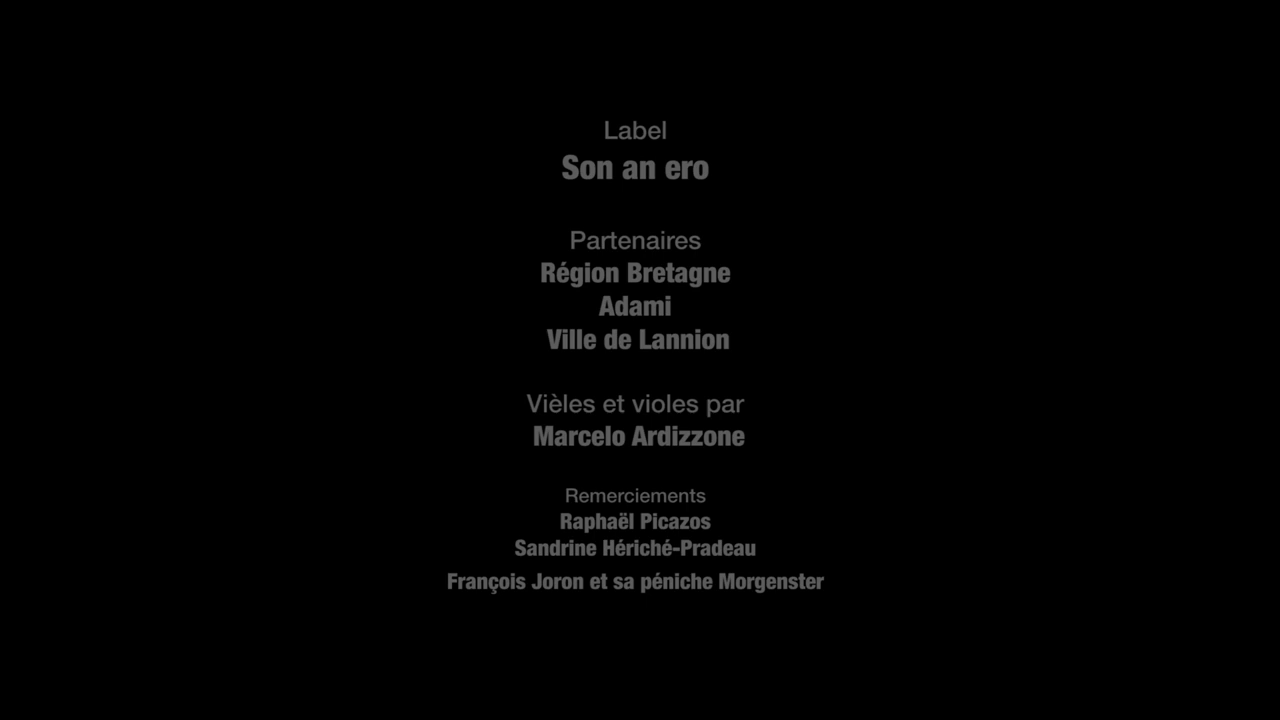 Label
Son an ero
Partenaires
Région Bretagne
Adami
Ville de Lannion
Vièles et violes par
Marcelo Ardizzone
Remerciements
Raphaël Picazos
Sandrine Hériché-Pradeau
François Joron et sa péniche Morgenster